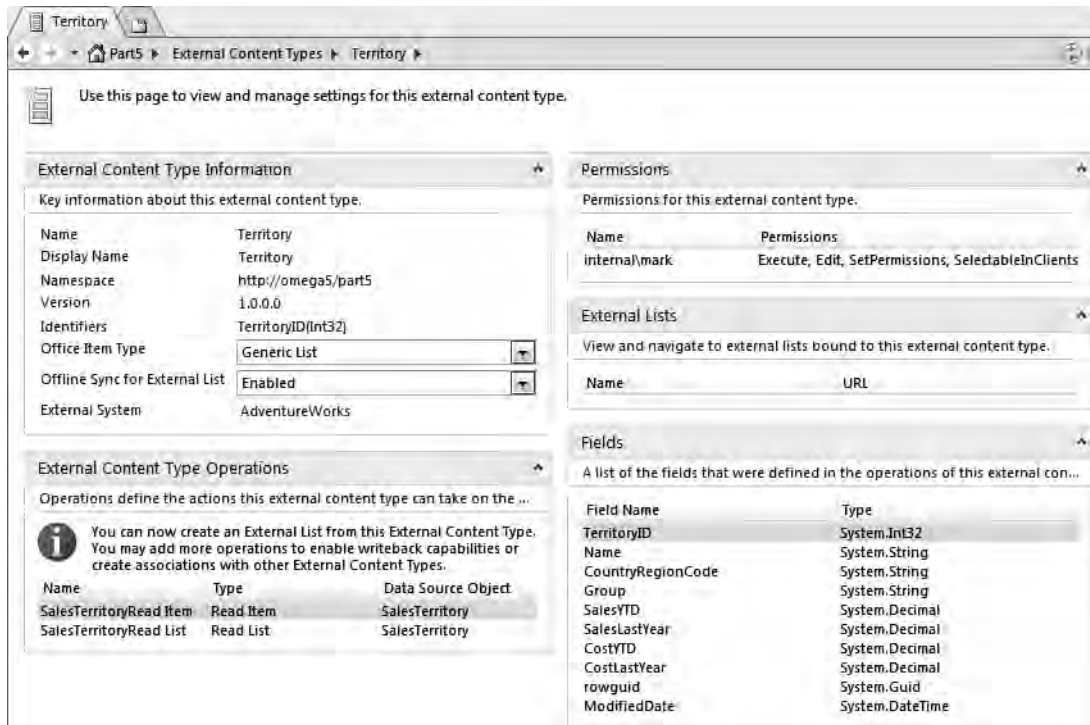 Territory
Part5 External Content Types Territory
Use this page to view and manage settings for this external content type.
External Content Type Information
Key information about this external content type.
Name Territory
Display Name Territory
Namespace http://omega5/part5
Version 1.0.0.0
Identifiers TerritoryID(Int32)
Office Item Type Generic List
Offline Sync for External List Enabled
External System AdventureWorks
External Content Type Operations
Operations define the actions this external content type can take on the ...
You can now create an External List from this External Content Type.
You may add more operations to enable writeback capabilities or
create associations with other External Content Types.
Name Type Data Source Object
SalesTerritoryRead Item Read Item SalesTerritory
SalesTerritoryRead List Read List SalesTerritory
Permissions
Permissions for this external content type.
Name Permissions
internal\mark Execute, Edit, SetPermissions, SelectableInClients
External Lists
View and navigate to external lists bound to this external content type.
Name URL
Fields
A list of the fields that were defined in the operations of this external con...
Field Name Type
TerritoryID System.Int32
Name System.String
CountryRegionCode System.String
Group System.String
SalesYTD System.Decimal
SalesLastYear System.Decimal
CostYTD System.Decimal
CostLastYear System.Decimal
rowguid System.Guid
ModifiedDate System.DateTime